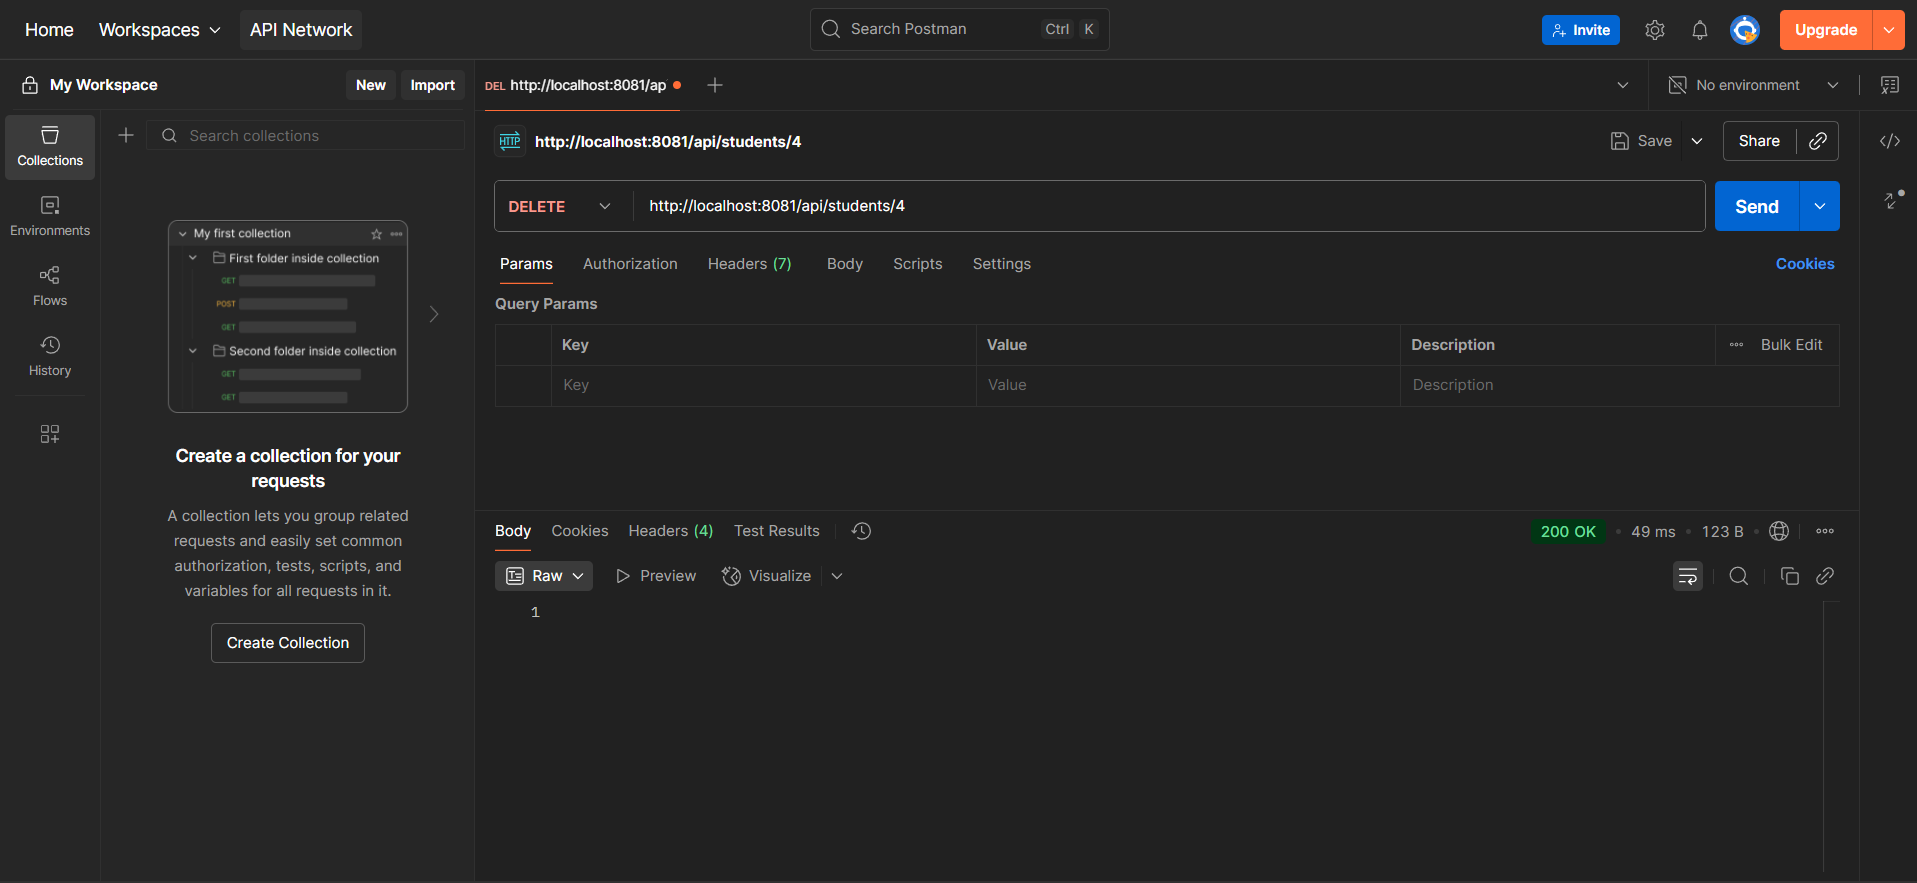 Home Workspaces API Network Search Postman Ctrl K Invite Upgrade
My Workspace New Import DEL http://localhost:8081/ap No environment
Collections
Environments
Flows
History
Search collections
My first collection
First folder inside collection
GET
POST
GET
Second folder inside collection
GET
GET
Create a collection for your
requests
A collection lets you group related
requests and easily set common
authorization, tests, scripts, and
variables for all requests in it.
Create Collection
HTTP http://localhost:8081/api/students/4 Save Share
DELETE http://localhost:8081/api/students/4 Send
Params Authorization Headers (7) Body Scripts Settings Cookies
Query Params
Key Value Description Bulk Edit
Key Value Description
Body Cookies Headers (4) Test Results 200 OK 49 ms 123 B
Raw Preview Visualize
1